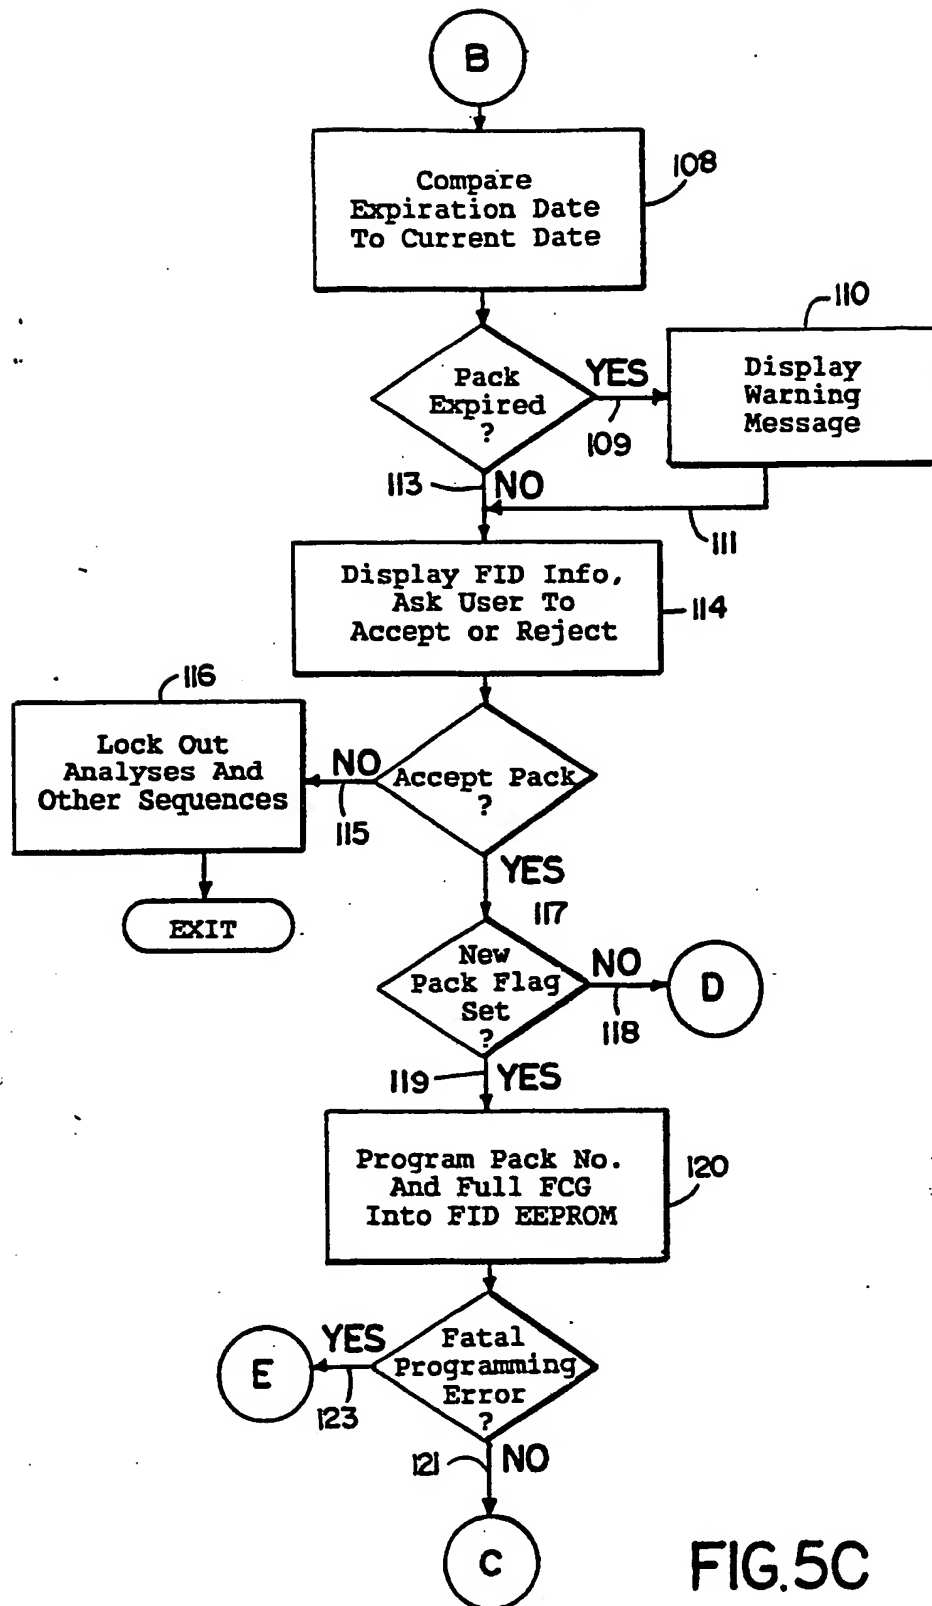 B
Compare
Expiration Date
To Current Date
108
Pack
Expired
?
YES
109
110
Display
Warning
Message
113
NO
111
Display FID Info,
Ask User To
Accept or Reject
114
116
Lock Out
Analyses And
Other Sequences
EXIT
NO
115
Accept Pack
?
YES
117
New
Pack Flag
Set
?
NO
118
D
119
YES
Program Pack No.
And Full FCG
Into FID EEPROM
120
Fatal
Programming
Error
?
YES
123
E
121
NO
C
FIG.5C